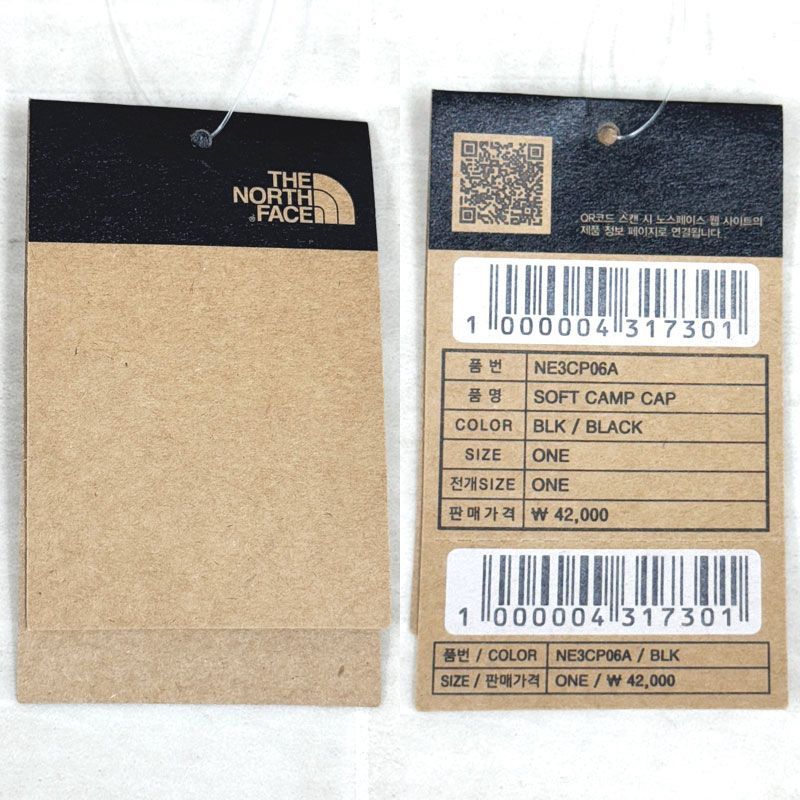 THE
NORTH
FACE
®
QR코드 스캔 시 노스페이스 웹 사이트의
제품 정보 페이지로 연결됩니다.
1 000004 317301
품 번 NE3CP06A
품 명 SOFT CAMP CAP
COLOR BLK / BLACK
SIZE ONE
전개SIZE ONE
판매가격 ₩ 42,000
1 000004 317301
품번 / COLOR NE3CP06A / BLK
SIZE / 판매가격 ONE / ₩ 42,000